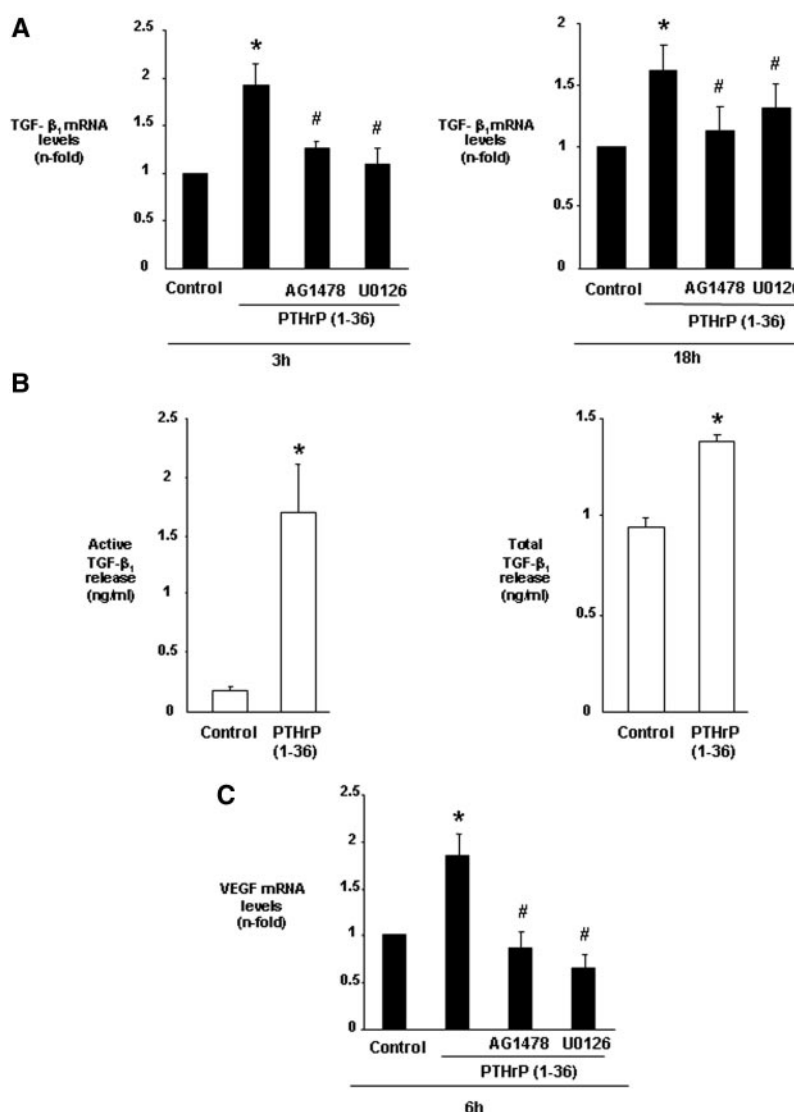 A
TGF- β₁ mRNA
levels
(n-fold)
2.5
2
1.5
1
0.5
0
*
#
#
Control
AG1478 U0126
PTHrP (1-36)
3h
TGF- β₁ mRNA
levels
(n-fold)
2
1.5
1
0.5
0
*
#
#
Control
AG1478 U0126
PTHrP (1-36)
18h
B
Active
TGF-β₁
release
(ng/ml)
2.5
2
1.5
1
0.5
0
*
Control PTHrP
(1-36)
Total
TGF-β₁
release
(ng/ml)
1.5
1
0.5
0
*
Control PTHrP
(1-36)
C
VEGF mRNA
levels
(n-fold)
2.5
2
1.5
1
0.5
0
*
#
#
Control
AG1478 U0126
PTHrP (1-36)
6h